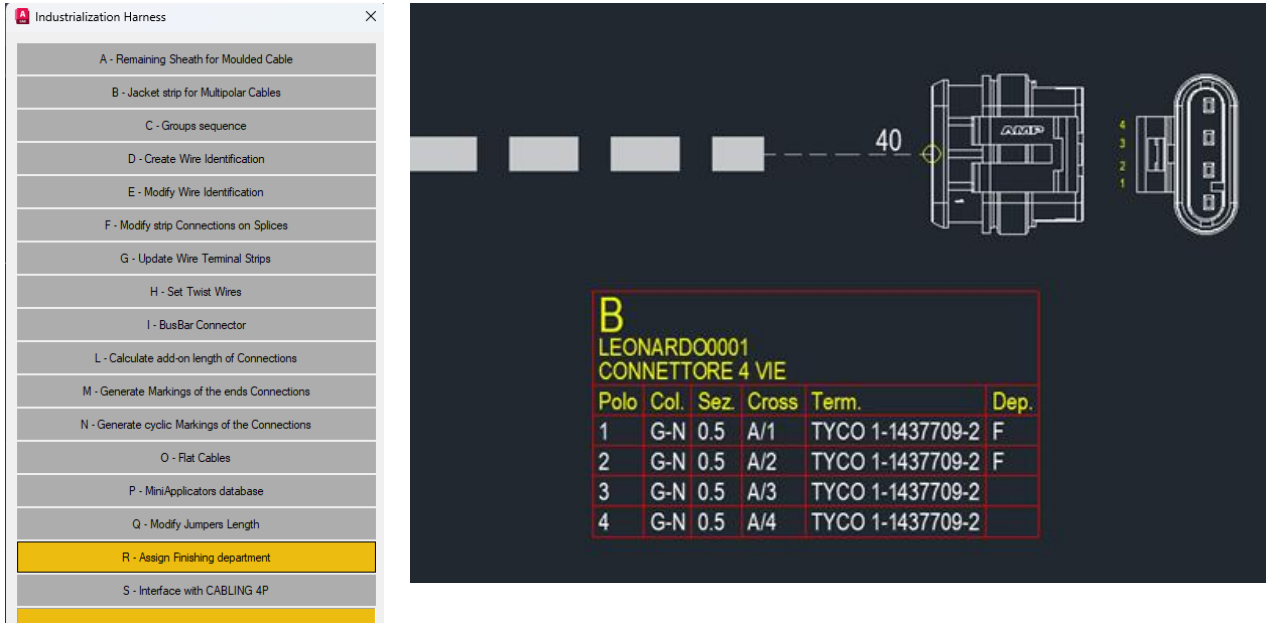 Industrialization Harness
A - Remaining Sheath for Moulded Cable
B - Jacket strip for Multipolar Cables
C - Groups sequence
D - Create Wire Identification
E - Modify Wire Identification
F - Modify strip Connections on Splices
G - Update Wire Terminal Strips
H - Set Twist Wires
I - BusBar Connector
L - Calculate add-on length of Connections
M - Generate Markings of the ends Connections
N - Generate cyclic Markings of the Connections
O - Flat Cables
P - MiniApplicators database
Q - Modify Jumpers Length
R - Assign Finishing department
S - Interface with CABLING 4P
40
AMP
1
4
3
2
1
B
LEONARDO0001
CONNETTORE 4 VIE
Polo Col. Sez. Cross Term. Dep.
1 G-N 0.5 A/1 TYCO 1-1437709-2 F
2 G-N 0.5 A/2 TYCO 1-1437709-2 F
3 G-N 0.5 A/3 TYCO 1-1437709-2
4 G-N 0.5 A/4 TYCO 1-1437709-2